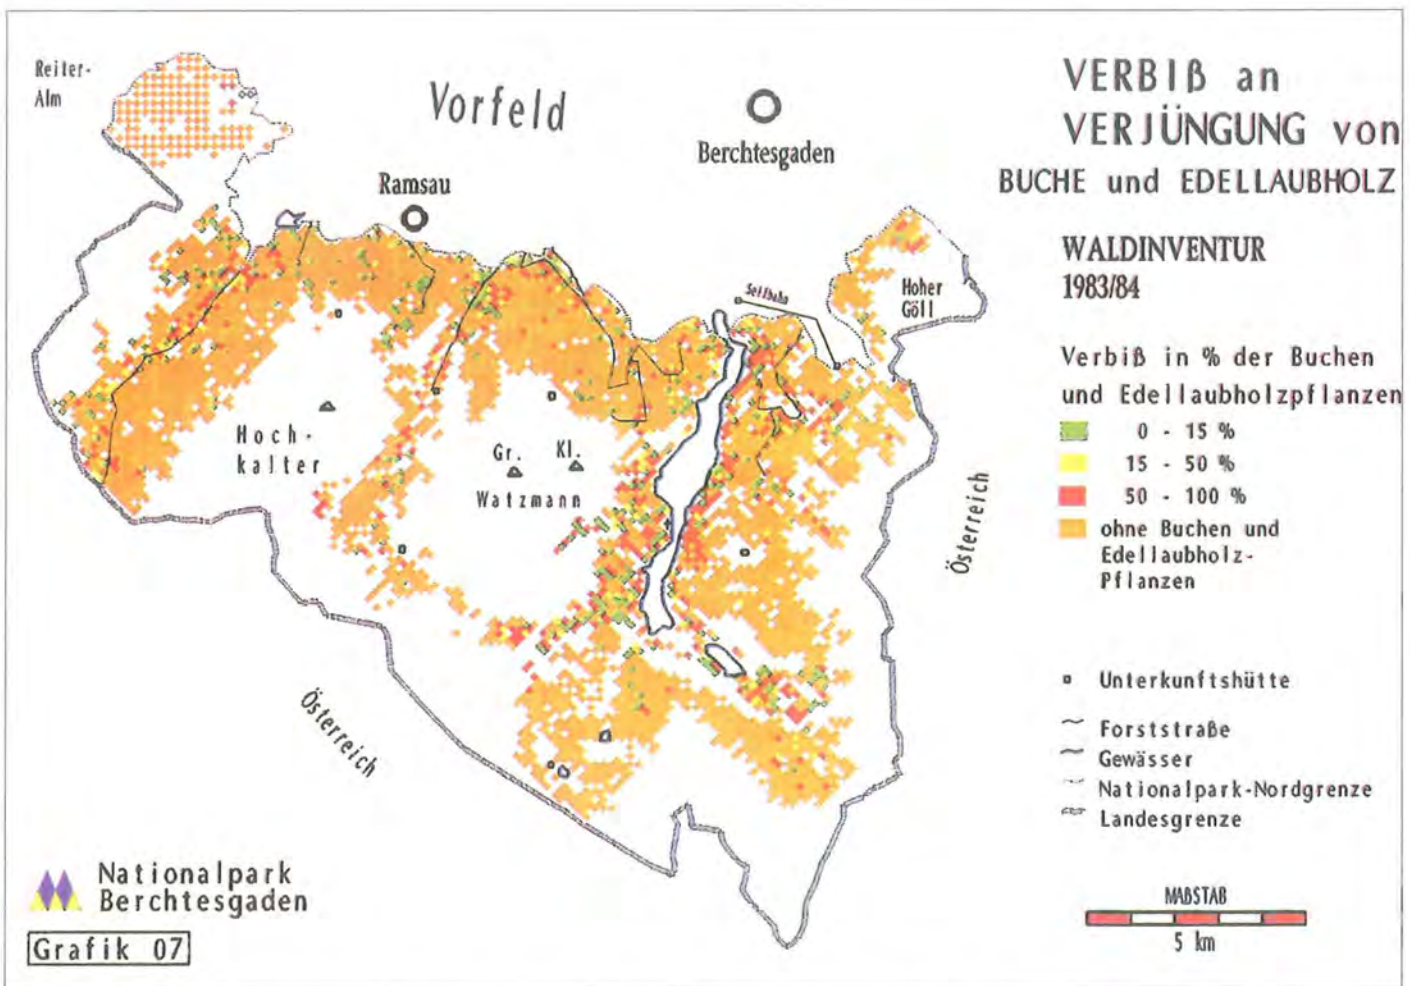 VERBIß an
VERJÜNGUNG von
BUCHE und EDELLAUBHOLZ
WALDINVENTUR
1983/84
Verbiß in % der Buchen
und Edellaubholzpflanzen
0 - 15 %
15 - 50 %
50 - 100 %
ohne Buchen und
Edellaubholz-
Pflanzen
Unterkunftshütte
Forststraße
Gewässer
Nationalpark-Nordgrenze
Landesgrenze
MAßSTAB
5 km
Reiter-
Alm
Vorfeld
Berchtesgaden
Ramsau
Seilbahn
Hoher
Göll
Hoch-
kalter
Gr. Kl.
Watzmann
Österreich
Österreich
Nationalpark
Berchtesgaden
Grafik 07